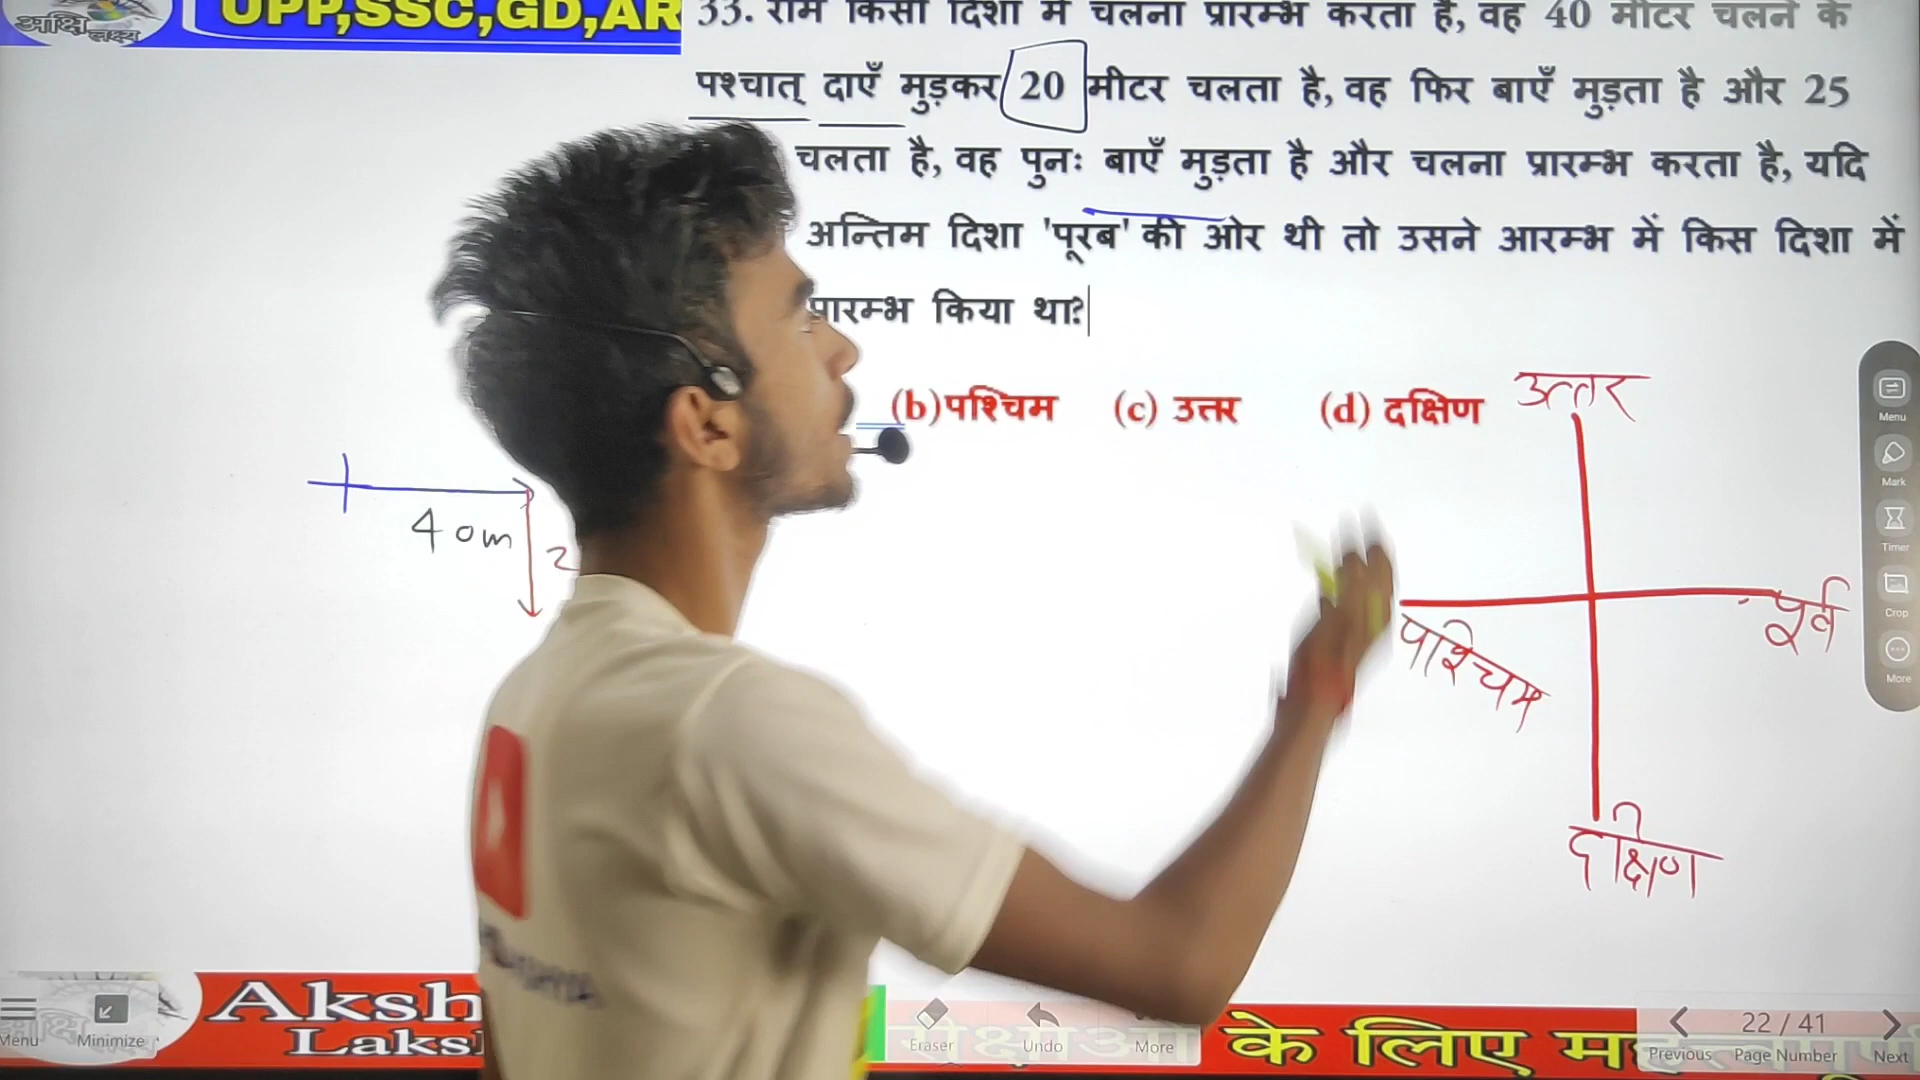 UPP,SSC,GD,AR
33. राम किसी दिशा में चलना प्रारम्भ करता है, वह 40 मीटर चलने के
पश्चात् दाएँ मुड़कर 20 मीटर चलता है, वह फिर बाएँ मुड़ता है और 25
चलता है, वह पुनः बाएँ मुड़ता है और चलना प्रारम्भ करता है, यदि
अन्तिम दिशा 'पूरब' की ओर थी तो उसने आरम्भ में किस दिशा में
प्रारम्भ किया था?
(b)पश्चिम (c) उत्तर (d) दक्षिण
उत्तर
40m
2
पूर्व
पश्चिम
दक्षिण
Menu
Mark
Timer
Crop
More
Aksh
Laks
के लिए महत्वपूर्ण
Menu Minimize
Eraser Undo More
22 / 41
Previous Page Number Next